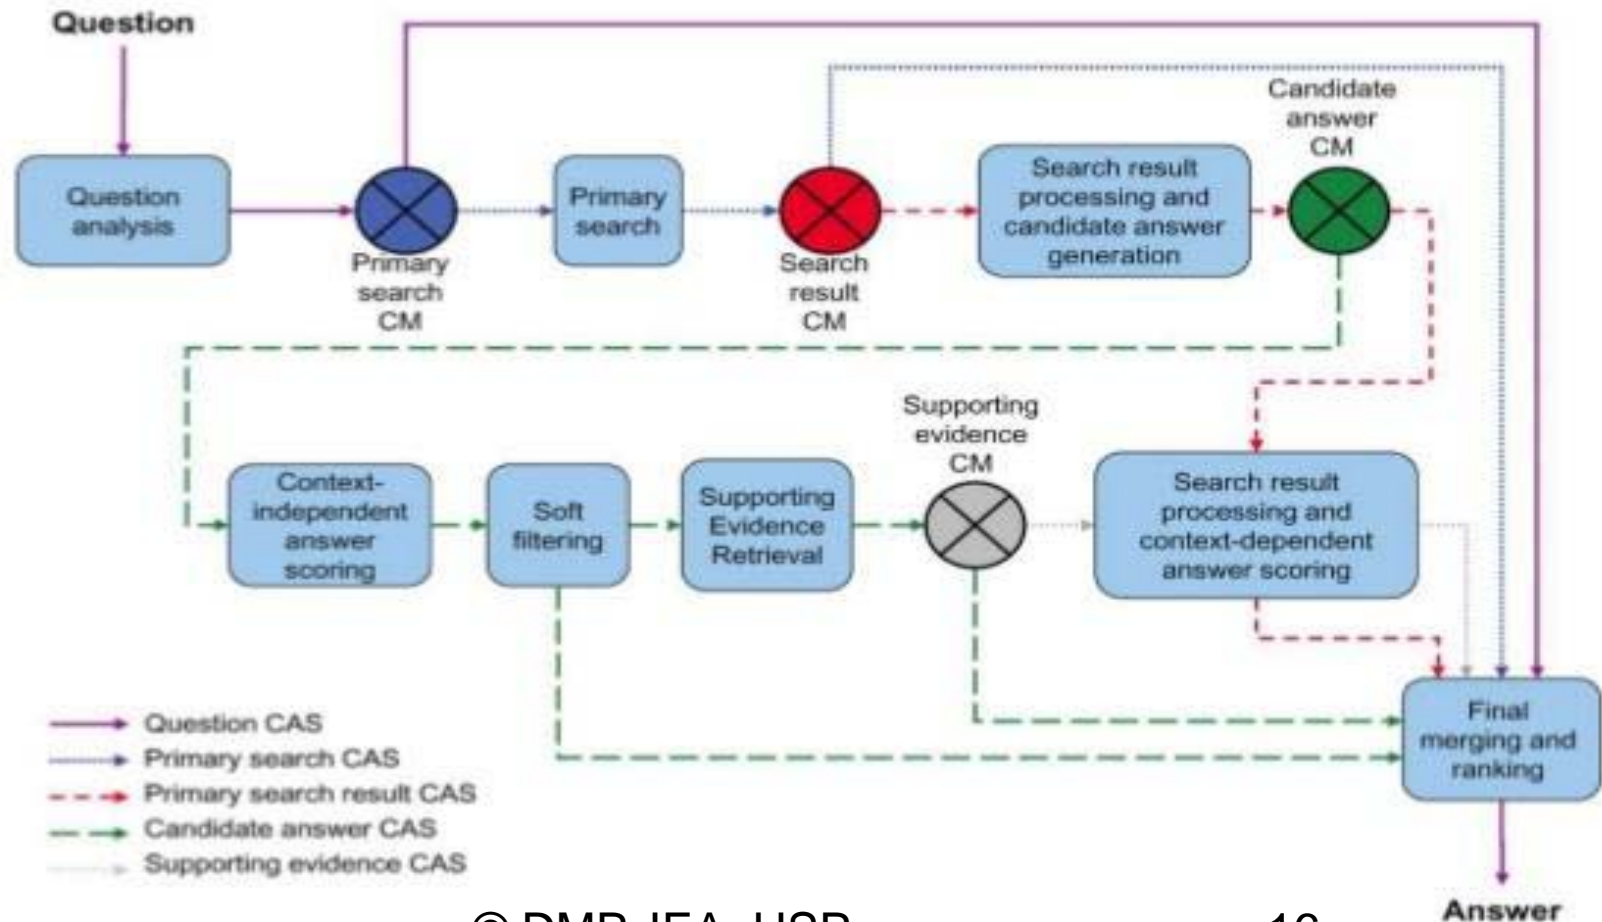 Question
Question
analysis
Primary
search
CM
Primary
search
Search
result
CM
Search result
processing and
candidate answer
generation
Candidate
answer
CM
Context-
independent
answer
scoring
Soft
filtering
Supporting
Evidence
Retrieval
Supporting
evidence
CM
Search result
processing and
context-dependent
answer scoring
Final
merging and
ranking
Answer
Question CAS
Primary search CAS
Primary search result CAS
Candidate answer CAS
Supporting evidence CAS